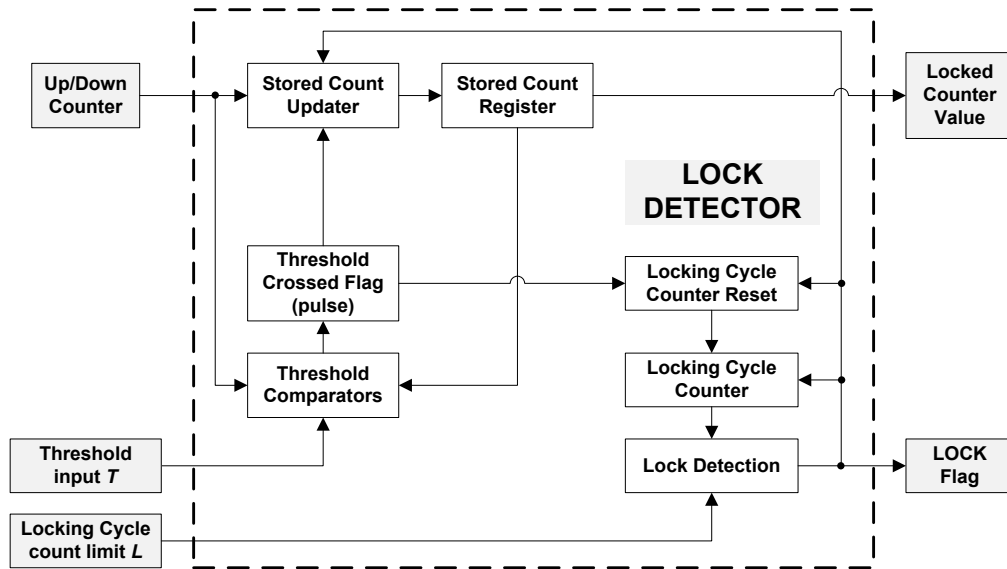 Up/Down
Counter
Stored Count
Updater
Stored Count
Register
Locked
Counter
Value
LOCK
DETECTOR
Threshold
Crossed Flag
(pulse)
Locking Cycle
Counter Reset
Threshold
Comparators
Locking Cycle
Counter
Threshold
input T
Lock Detection
LOCK
Flag
Locking Cycle
count limit L